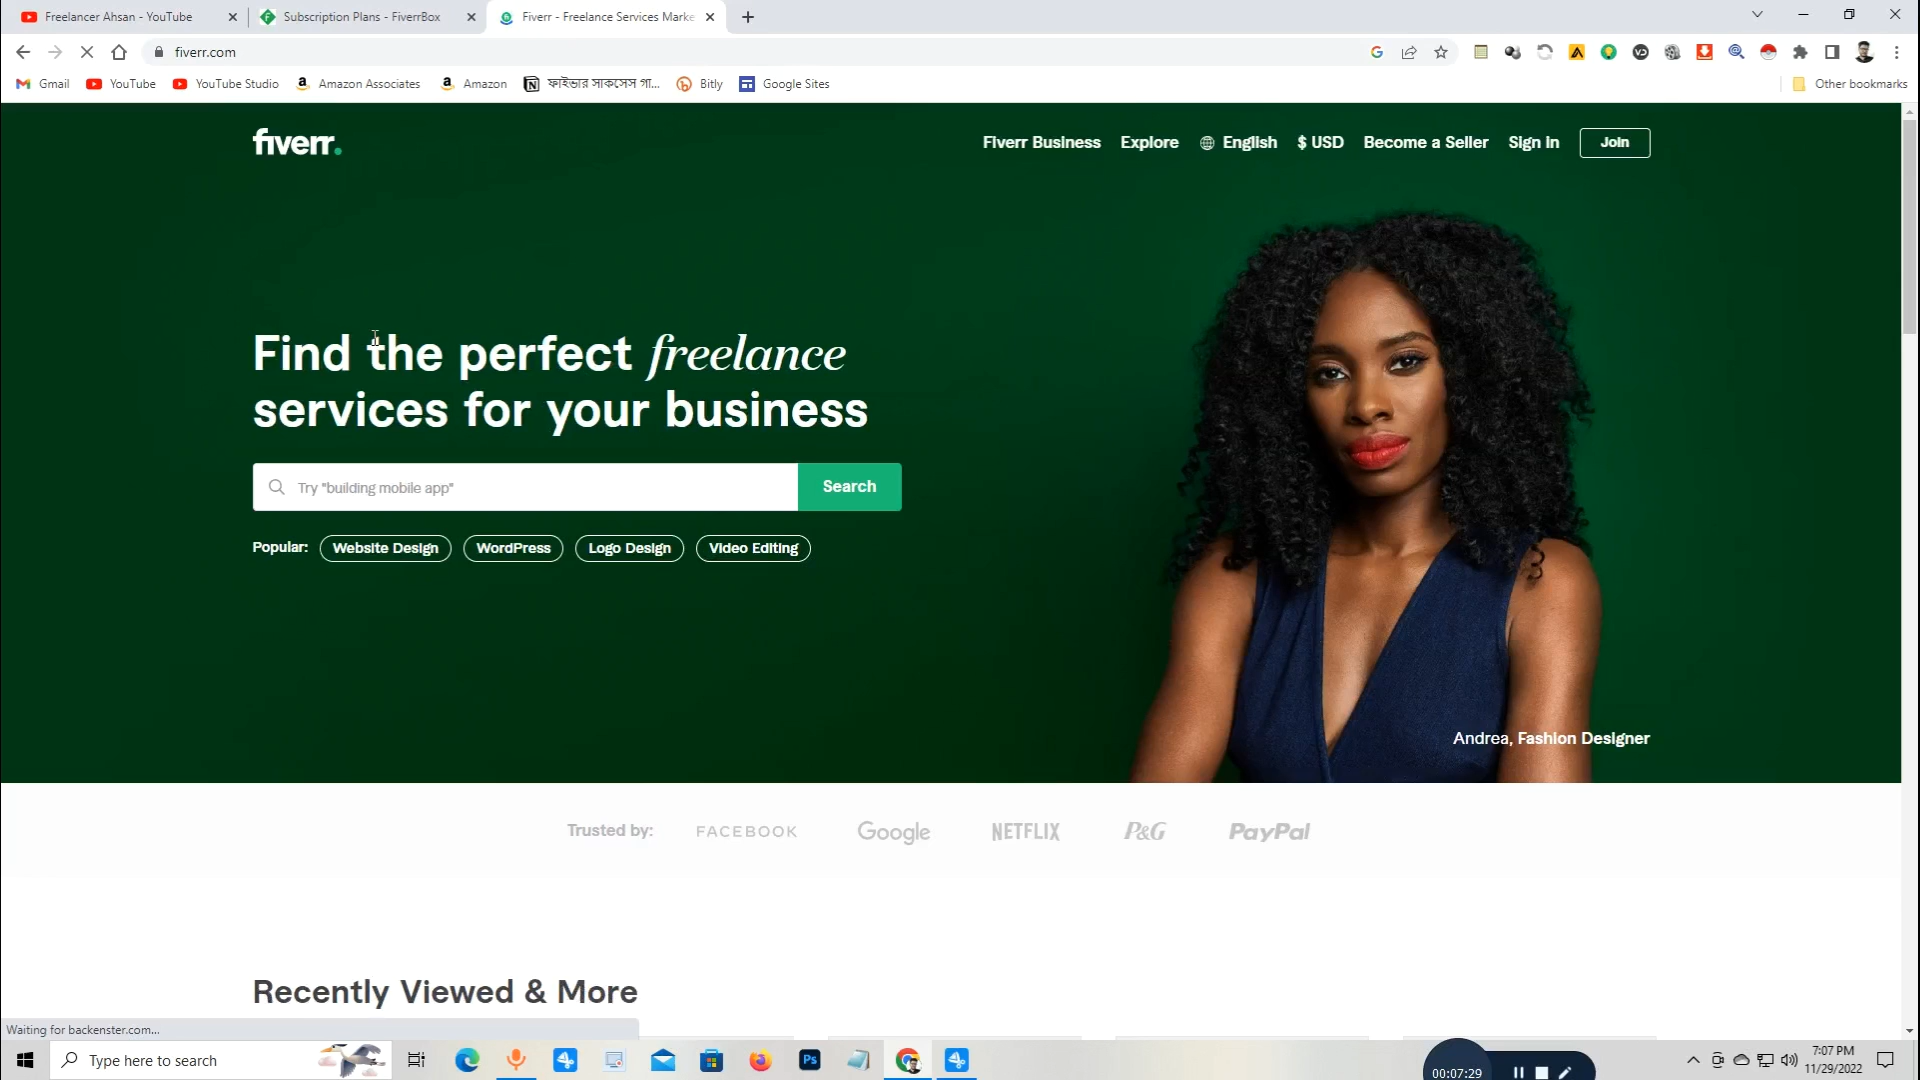 Freelancer Ahsan - YouTube
Subscription Plans - FiverrBox
Fiverr - Freelance Services Marke
fiverr.com
Gmail
YouTube
YouTube Studio
Amazon Associates
Amazon
ফাইভার সাকসেস গা...
Bitly
Google Sites
Other bookmarks
fiverr.
Fiverr Business
Explore
English
$ USD
Become a Seller
Sign in
Join
Find the perfect freelance
services for your business
Try "building mobile app"
Search
Popular:
Website Design
WordPress
Logo Design
Video Editing
Andrea, Fashion Designer
Trusted by:
FACEBOOK
Google
NETFLIX
P&G
PayPal
Recently Viewed & More
Waiting for backenster.com...
Type here to search
Ps
00:07:29
7:07 PM
11/29/2022